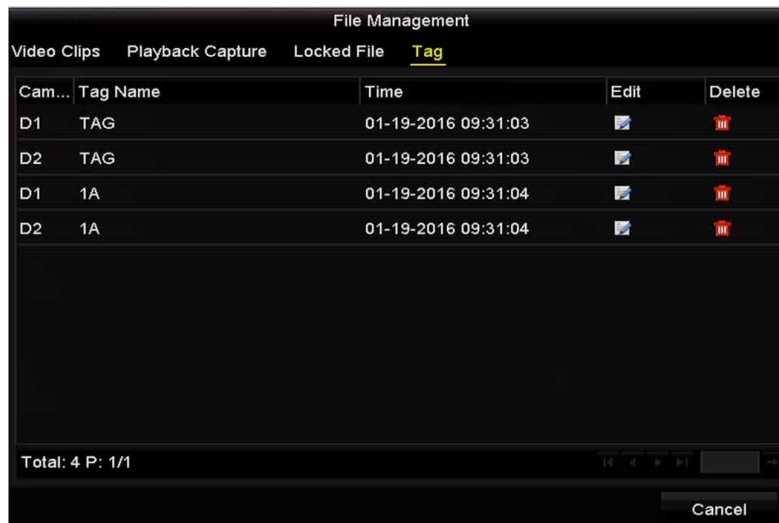 File Management
Video Clips Playback Capture Locked File Tag
Cam... Tag Name Time Edit Delete
D1 TAG 01-19-2016 09:31:03
D2 TAG 01-19-2016 09:31:03
D1 1A 01-19-2016 09:31:04
D2 1A 01-19-2016 09:31:04
Total: 4 P: 1/1
Cancel